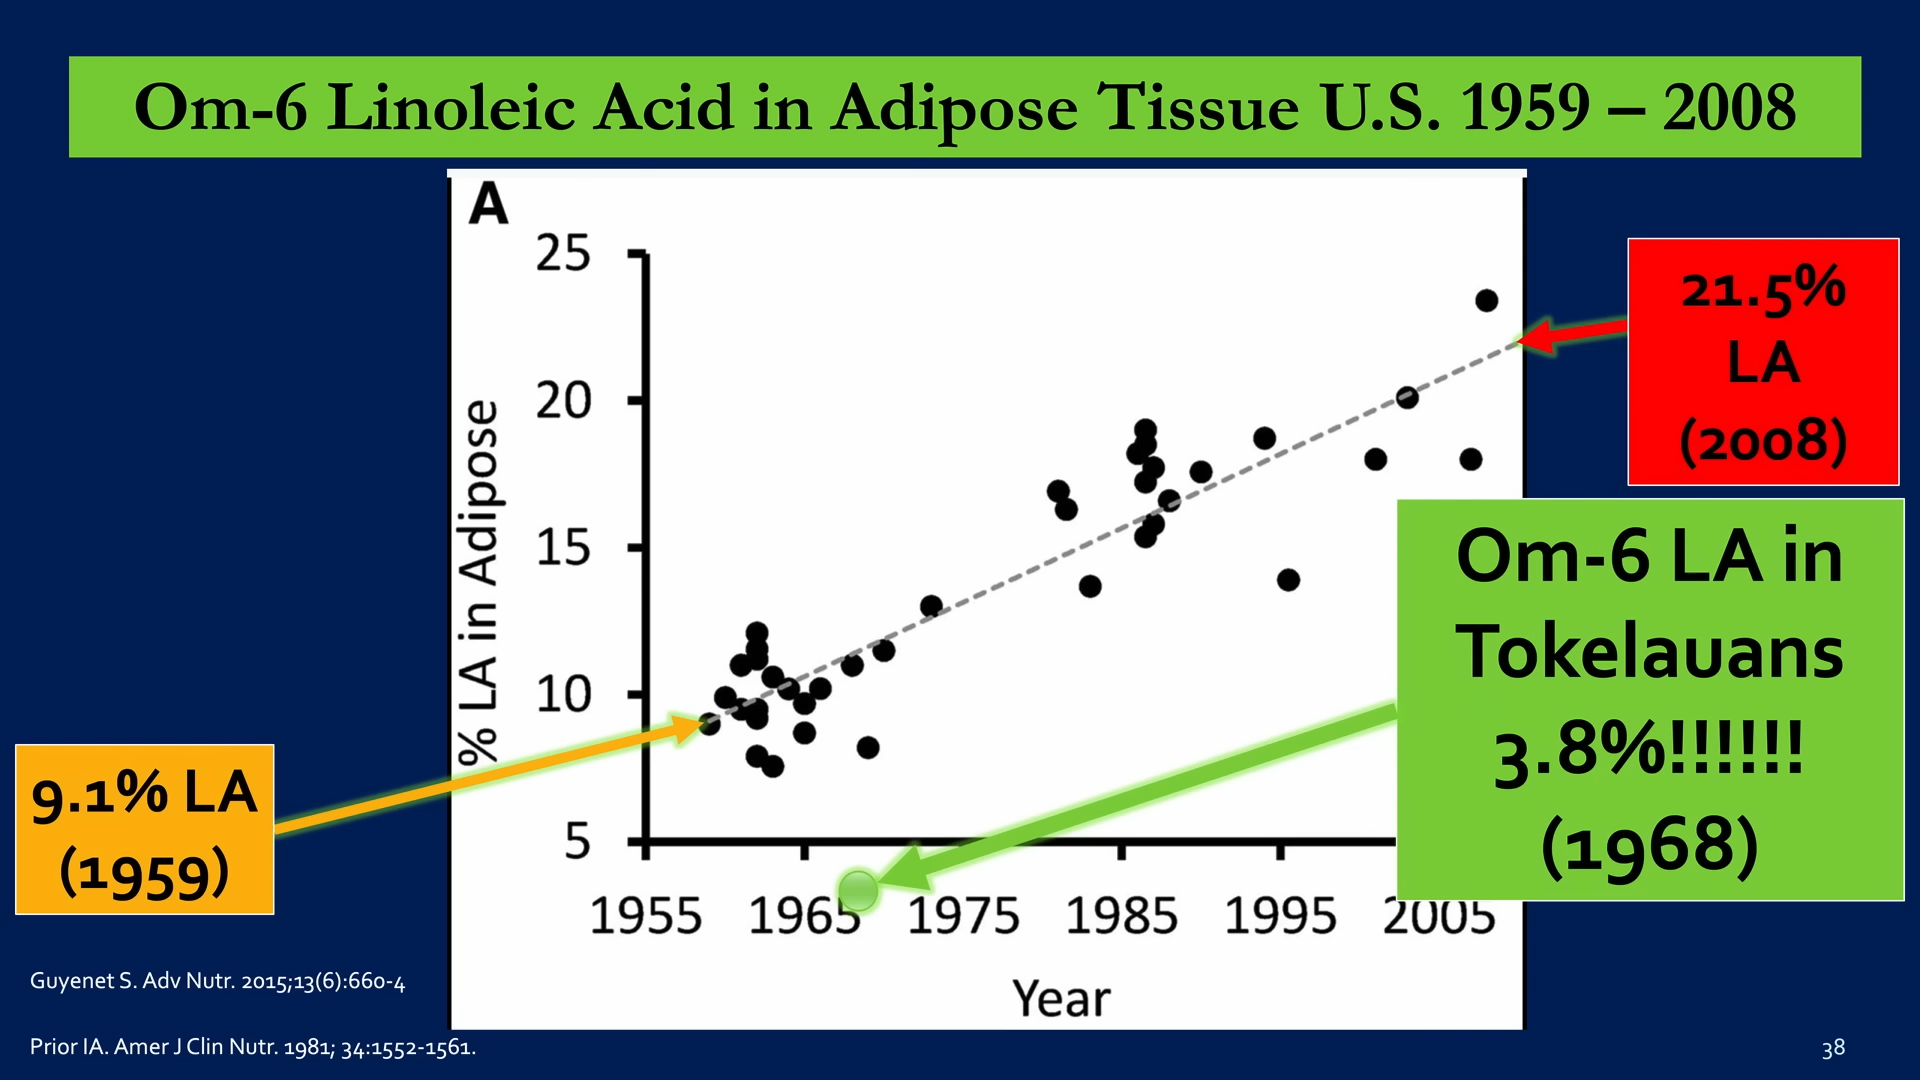 Om-6 Linoleic Acid in Adipose Tissue U.S. 1959 – 2008
A
25
20
15
10
5
% LA in Adipose
1955 1965 1975 1985 1995 2005
Year
21.5%
LA
(2008)
Om-6 LA in
Tokelauans
3.8%!!!!!!
(1968)
9.1% LA
(1959)
Guyenet S. Adv Nutr. 2015;13(6):660-4
Prior IA. Amer J Clin Nutr. 1981; 34:1552-1561.
38